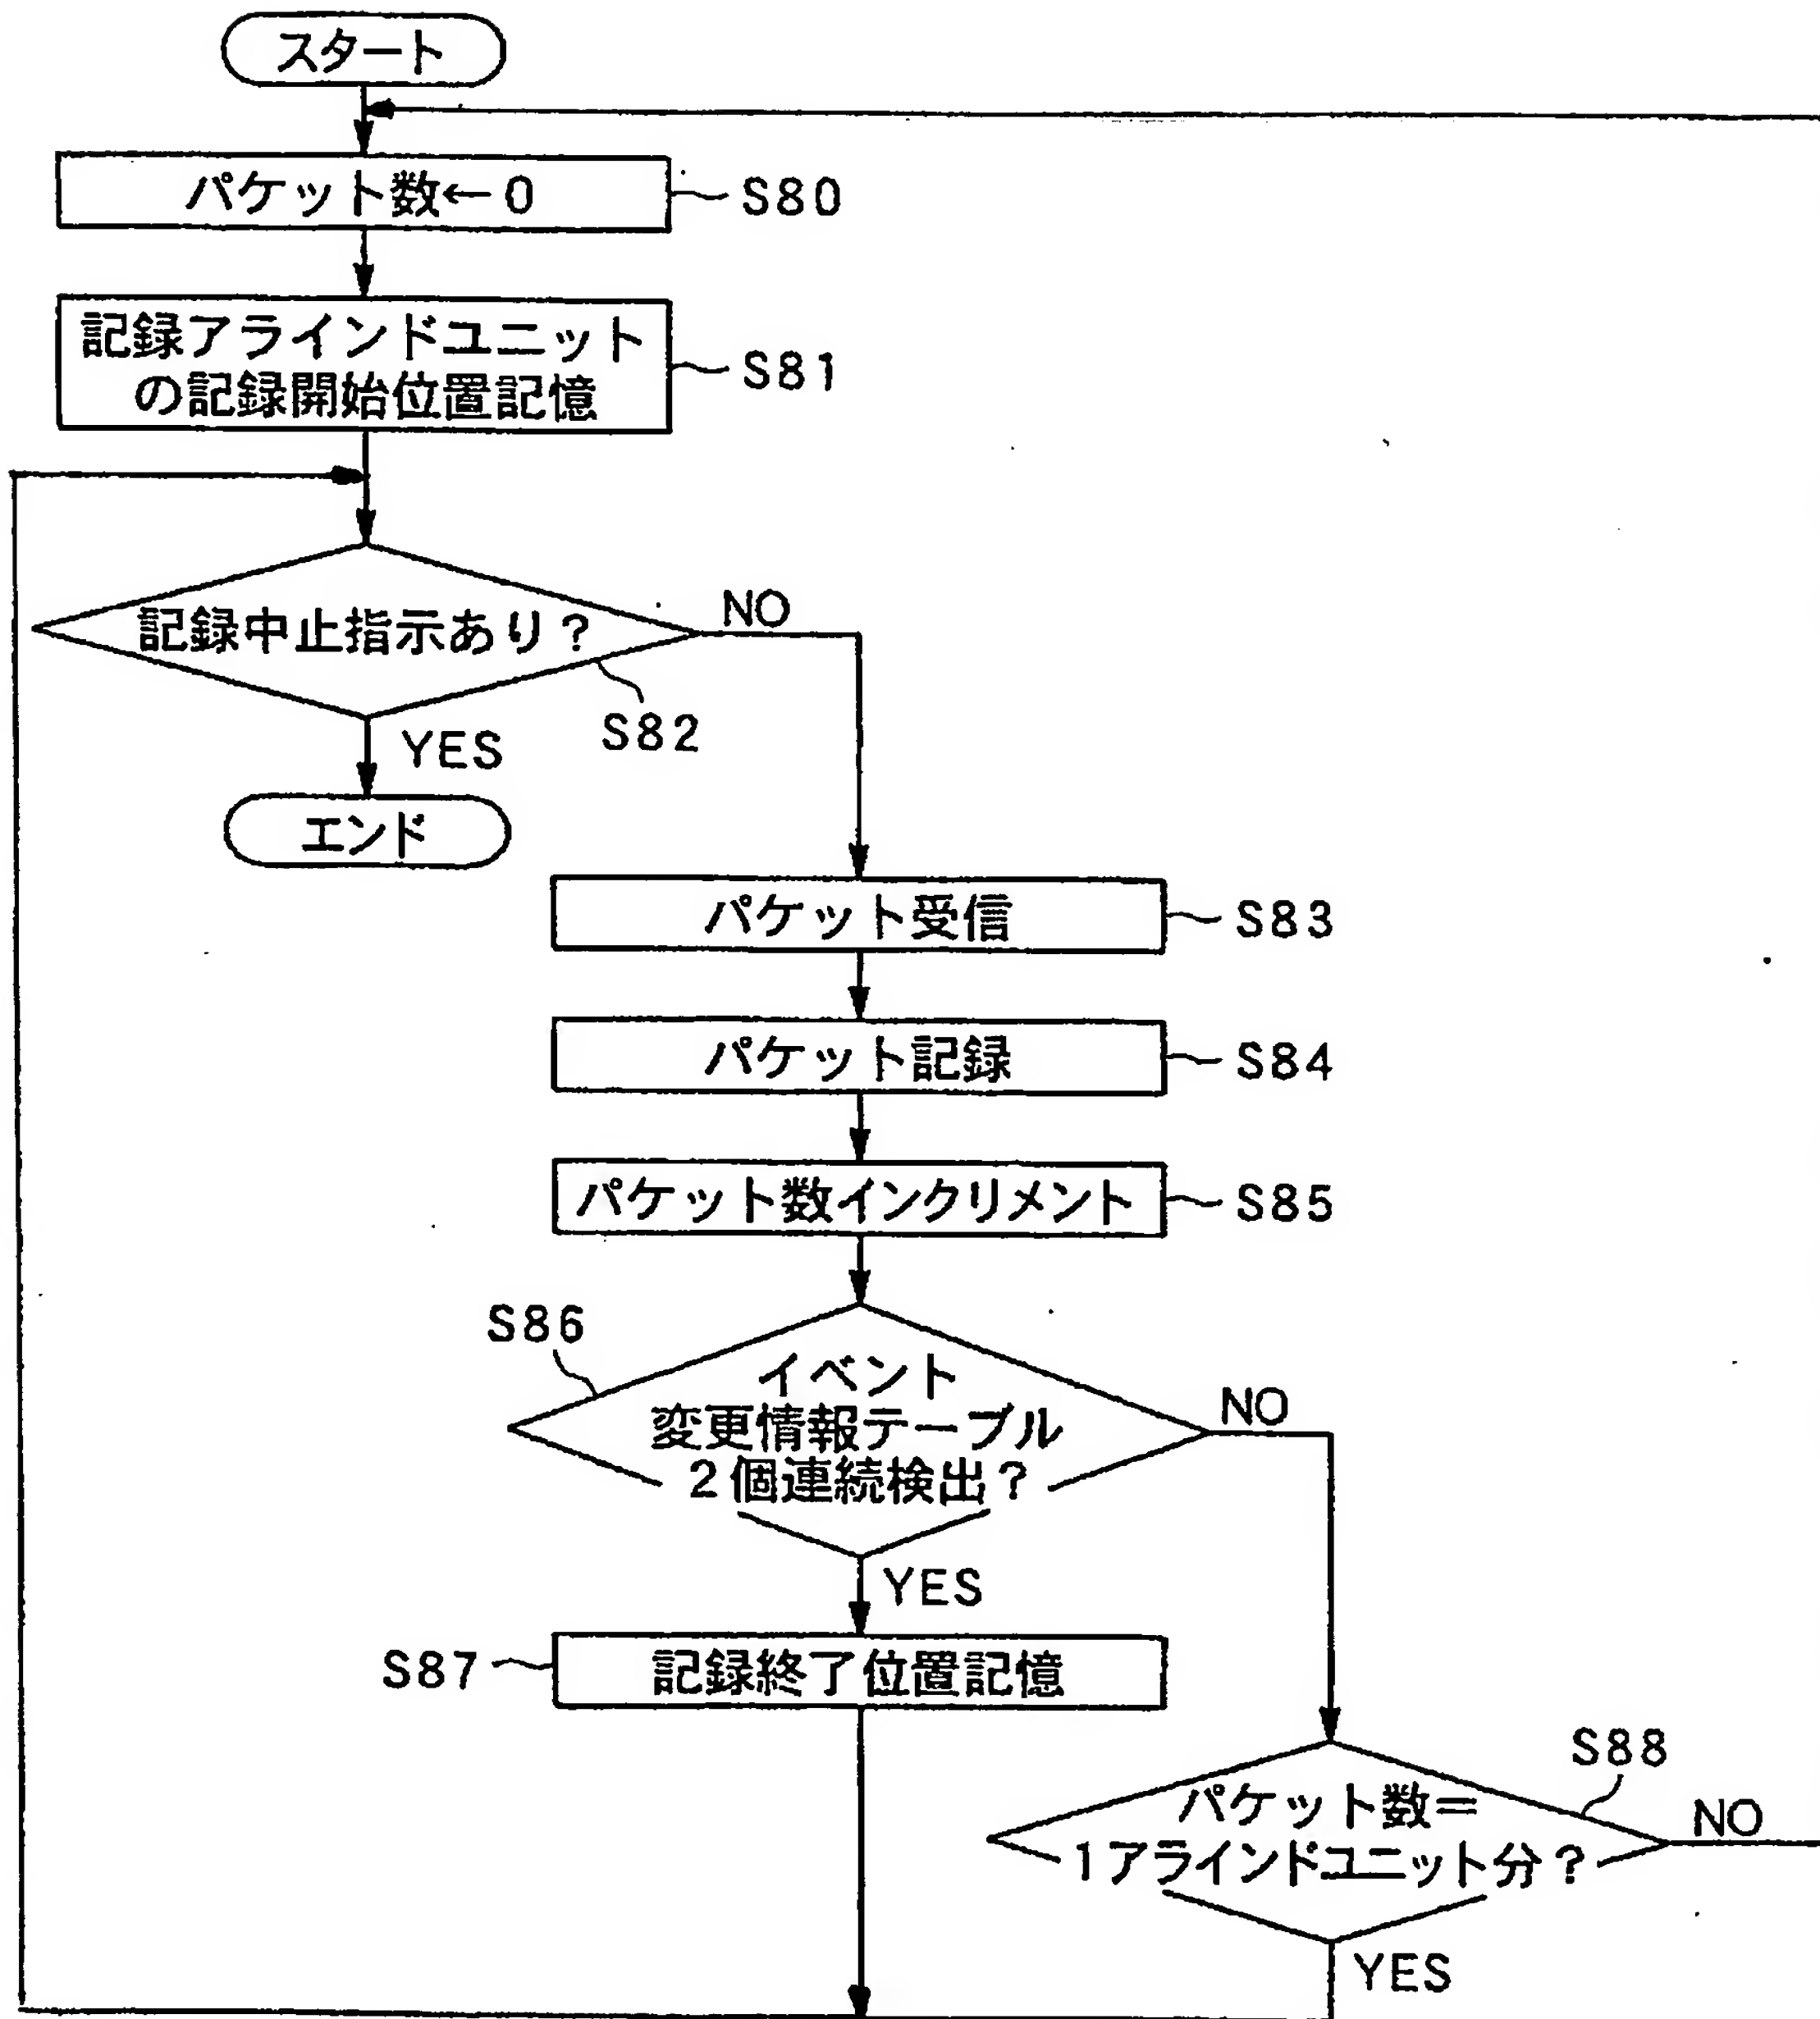 スタート
パケット数←0
S80
記録アラインドユニット
の記録開始位置記憶
S81
記録中止指示あり？
NO
S82
YES
エンド
パケット受信
S83
パケット記録
S84
パケット数インクリメント
S85
S86
イベント
変更情報テーブル
2個連続検出？
NO
YES
S87
記録終了位置記憶
S88
パケット数＝
1アラインドユニット分？
NO
YES